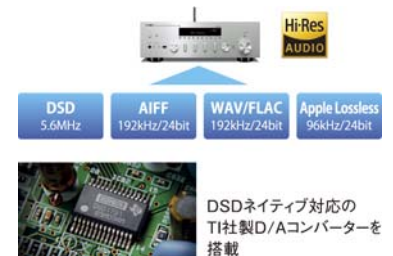 Hi-Res
AUDIO
DSD
5.6MHz
AIFF
192kHz/24bit
WAV/FLAC
192kHz/24bit
Apple Lossless
96kHz/24bit
DSDネイティブ対応の
TI社製D/Aコンバーターを
搭載